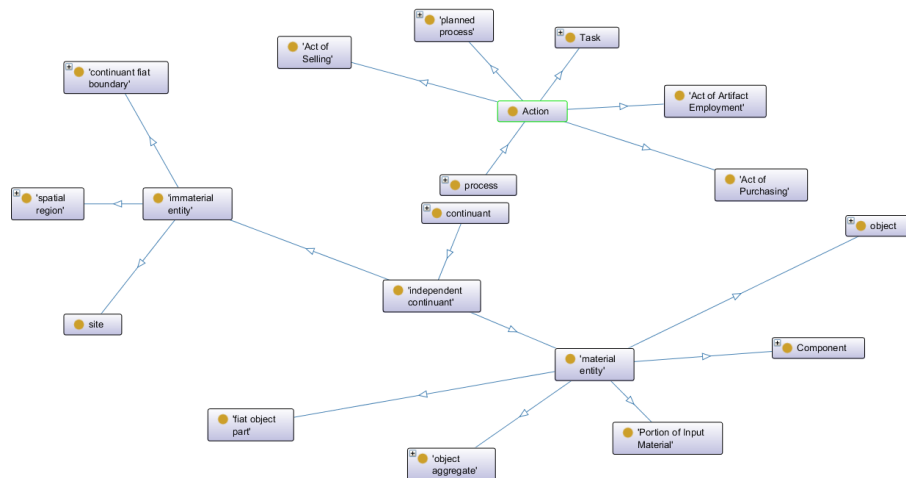 'planned
process'
Task
'Act of
Selling'
'continuant fiat
boundary'
'Act of Artifact
Employment'
Action
process
'Act of
Purchasing'
'spatial
region'
'immaterial
entity'
continuant
object
'independent
continuant'
site
Component
'material
entity'
'fiat object
part'
'Portion of Input
Material'
'object
aggregate'